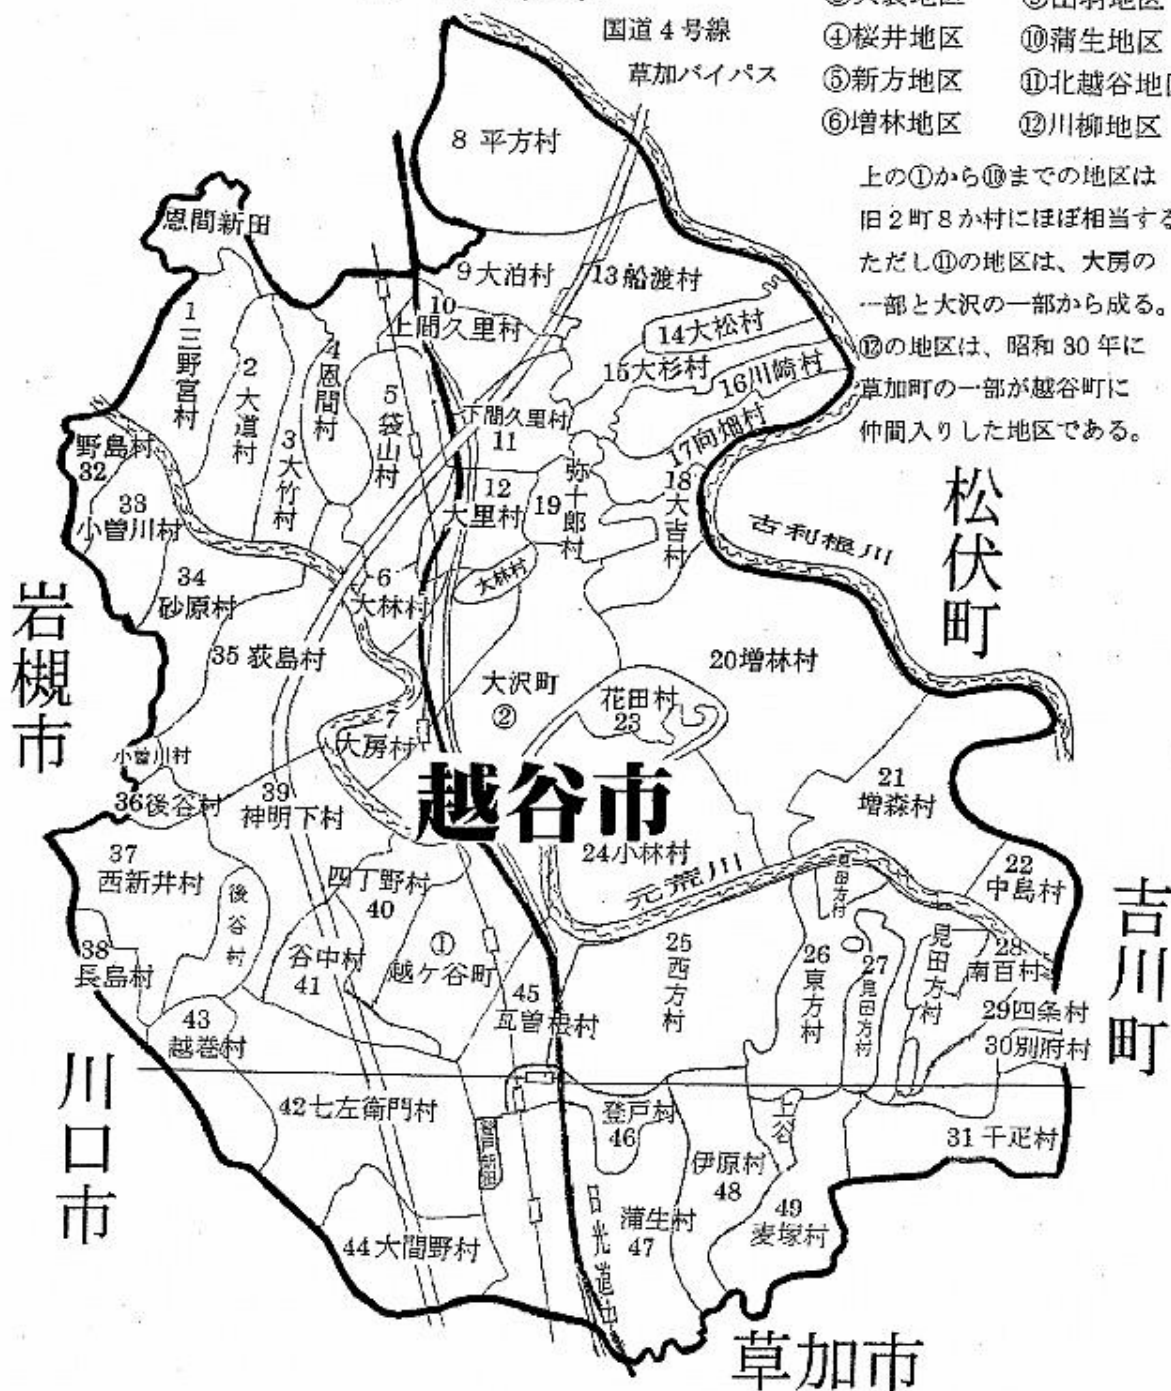 国道4号線
草加バイパス
④桜井地区
⑩蒲生地区
⑤新方地区
⑪北越谷地
⑥増林地区
⑫川柳地区
上の①から⑩までの地区は
旧2町8か村にほぼ相当する
ただし⑪の地区は、大房の
一部と大沢の一部から成る。
⑫の地区は、昭和30年に
草加町の一部が越谷町に
仲間入りした地区である。
8 平方村
恩間新田
9大泊村
13船渡村
10
上間久里村
14大松村
15大杉村
16川崎村
17向畑村
1三野宮村
2大道村
3大竹村
4恩間村
5袋山村
下間久里村
11
12
大里村
19
弥十郎村
18
大吉村
野島村
32
33
小曽川村
34
砂原村
6
大林村
大林村
古利根川
松伏町
岩槻市
35 荻島村
20増林村
大沢町
②
花田村
23
7
大房村
小曽川村
36後谷村
39
神明下村
越谷市
21
増森村
24小林村
元荒川
見田方村
22
中島村
37
西新井村
後谷村
四丁野村
40
38
長島村
谷中村
41
①
越ケ谷町
45
瓦曽根村
25西方村
26東方村
27見田方村
見田方村
28
南百村
29四条村
30別府村
吉川町
43
越巻村
川口市
42七左衛門村
登戸村
46
上谷
31千疋村
伊原村
48
蒲生村
47
49
麦塚村
44大間野村
日光道中
草加市